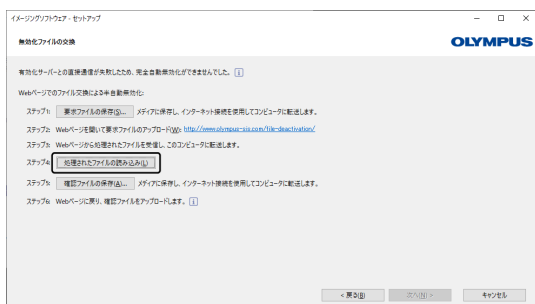 イメージングソフトウエア - セットアップ
無効化ファイルの交換
OLYMPUS
有効化サーバーとの直接通信が失敗したため、完全自動無効化ができませんでした。 i
Webページでのファイル交換による半自動無効化:
ステップ1: 要求ファイルの保存(S)... メディアに保存し、インターネット接続を使用してコンピュータに転送します。
ステップ2: Webページを開いて要求ファイルのアップロード(W): http://www.olympus-sis.com/file-deactivation/
ステップ3: Webページから処理されたファイルを受信し、このコンピュータに転送します。
ステップ4: 処理されたファイルの読み込み(L)
ステップ5: 確認ファイルの保存(A)... メディアに保存し、インターネット接続を使用してコンピュータに転送します。
ステップ6: Webページに戻り、確認ファイルをアップロードします。 i
< 戻る(B) 次へ(N) > キャンセル